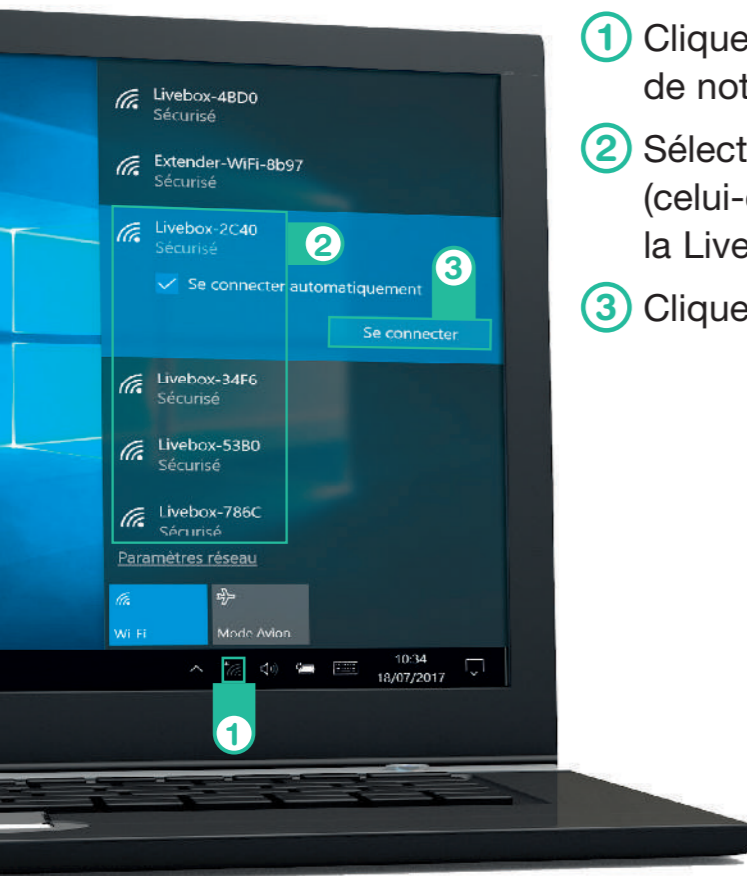 Livebox-4BD0
Sécurisé
Extender-WiFi-8b97
Sécurisé
Livebox-2C40
Sécurisé
Se connecter automatiquement
Se connecter
Livebox-34F6
Sécurisé
Livebox-53B0
Sécurisé
Livebox-786C
Sécurisé
Paramètres réseau
Wi-Fi
Mode Avion
10:34
18/07/2017
1
2
3
1 Clique
de not
2 Sélect
(celui-
la Live
3 Clique